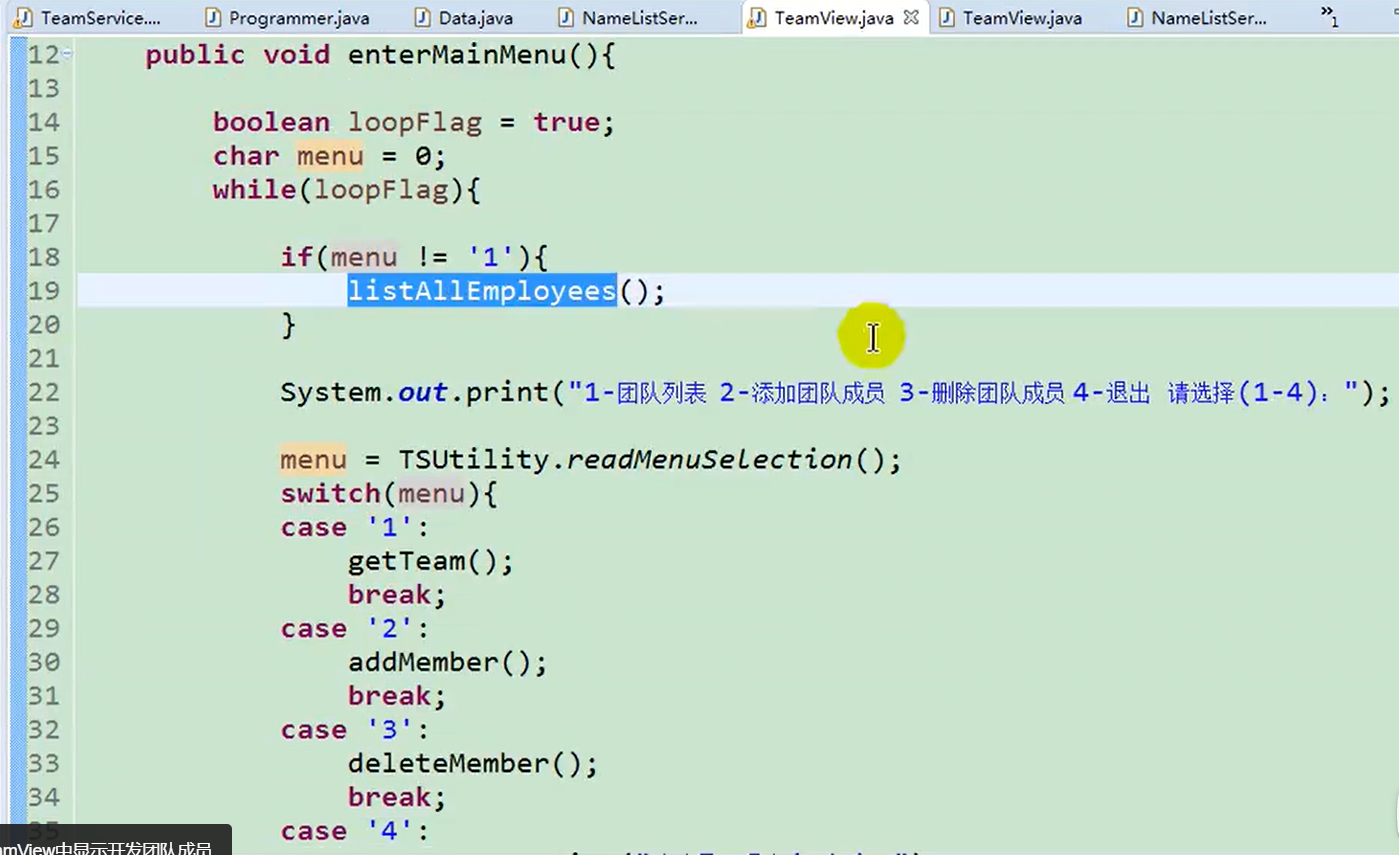 TeamService....
Programmer.java
Data.java
NameListSer...
TeamView.java
TeamView.java
NameListSer...
»1
12 public void enterMainMenu(){
13
14 boolean loopFlag = true;
15 char menu = 0;
16 while(loopFlag){
17
18 if(menu != '1'){
19 listAllEmployees();
20 }
21
22 System.out.print("1-团队列表 2-添加团队成员 3-删除团队成员 4-退出 请选择(1-4)：");
23
24 menu = TSUtility.readMenuSelection();
25 switch(menu){
26 case '1':
27 getTeam();
28 break;
29 case '2':
30 addMember();
31 break;
32 case '3':
33 deleteMember();
34 break;
35 case '4':
amView中显示开发团队成员